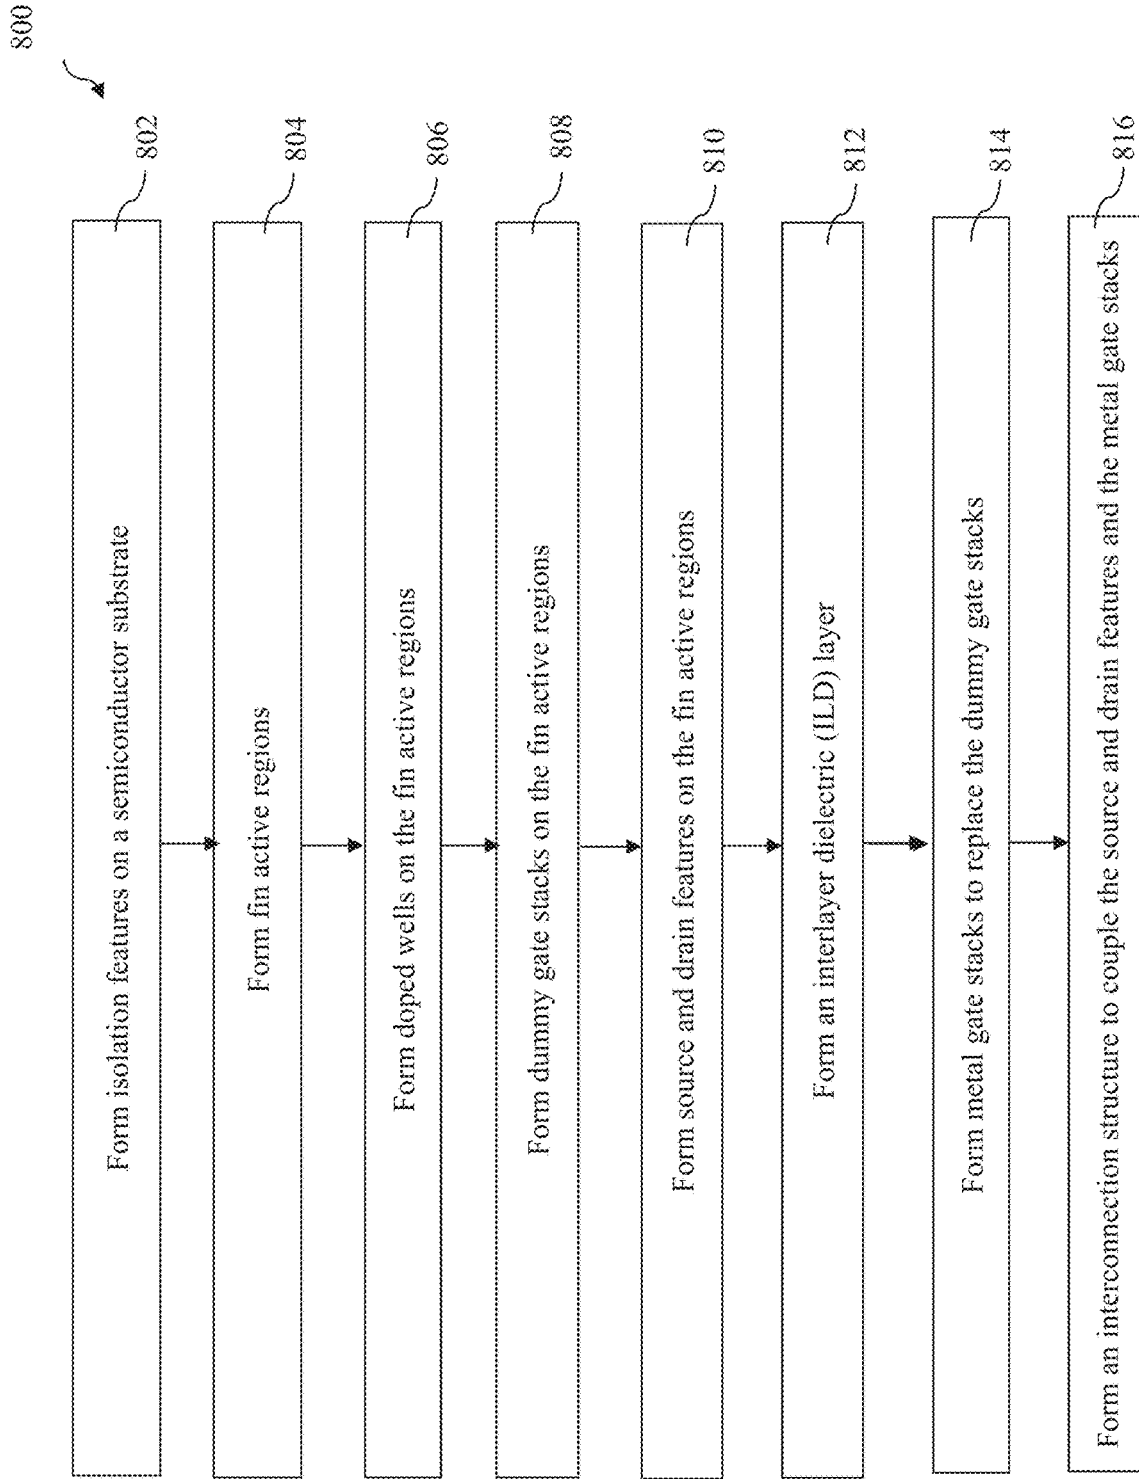 800
Form isolation features on a semiconductor substrate
802
Form fin active regions
804
Form doped wells on the fin active regions
806
Form dummy gate stacks on the fin active regions
808
Form source and drain features on the fin active regions
810
Form an interlayer dielectric (ILD) layer
812
Form metal gate stacks to replace the dummy gate stacks
814
Form an interconnection structure to couple the source and drain features and the metal gate stacks
816